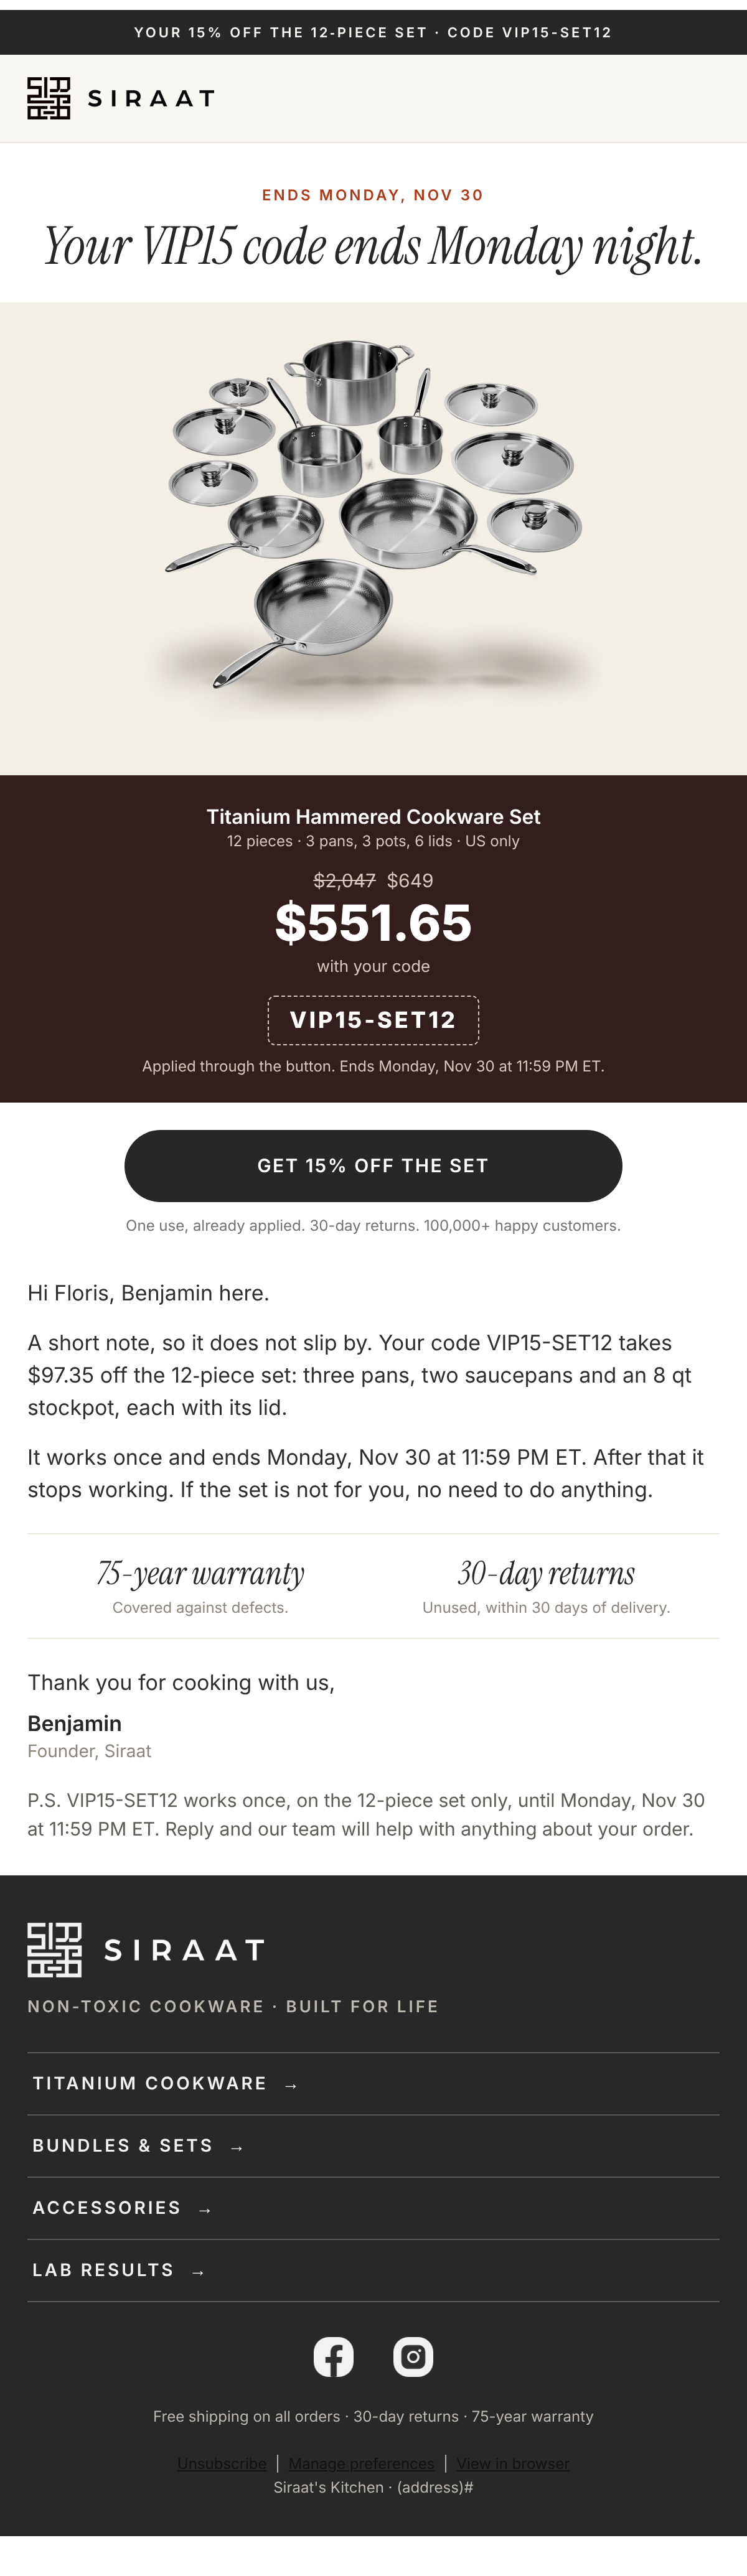 YOUR 15% OFF THE 12-PIECE SET · CODE VIP15-SET12
SIRAAT
ENDS MONDAY, NOV 30
Your VIP15 code ends Monday night.
Titanium Hammered Cookware Set
12 pieces · 3 pans, 3 pots, 6 lids · US only
$2,047 $649
$551.65
with your code
VIP15-SET12
Applied through the button. Ends Monday, Nov 30 at 11:59 PM ET.
GET 15% OFF THE SET
One use, already applied. 30-day returns. 100,000+ happy customers.
Hi Floris, Benjamin here.
A short note, so it does not slip by. Your code VIP15-SET12 takes
$97.35 off the 12-piece set: three pans, two saucepans and an 8 qt
stockpot, each with its lid.
It works once and ends Monday, Nov 30 at 11:59 PM ET. After that it
stops working. If the set is not for you, no need to do anything.
75-year warranty
Covered against defects.
30-day returns
Unused, within 30 days of delivery.
Thank you for cooking with us,
Benjamin
Founder, Siraat
P.S. VIP15-SET12 works once, on the 12-piece set only, until Monday, Nov 30
at 11:59 PM ET. Reply and our team will help with anything about your order.
SIRAAT
NON-TOXIC COOKWARE · BUILT FOR LIFE
TITANIUM COOKWARE →
BUNDLES & SETS →
ACCESSORIES →
LAB RESULTS →
Free shipping on all orders · 30-day returns · 75-year warranty
Unsubscribe | Manage preferences | View in browser
Siraat's Kitchen · (address)#